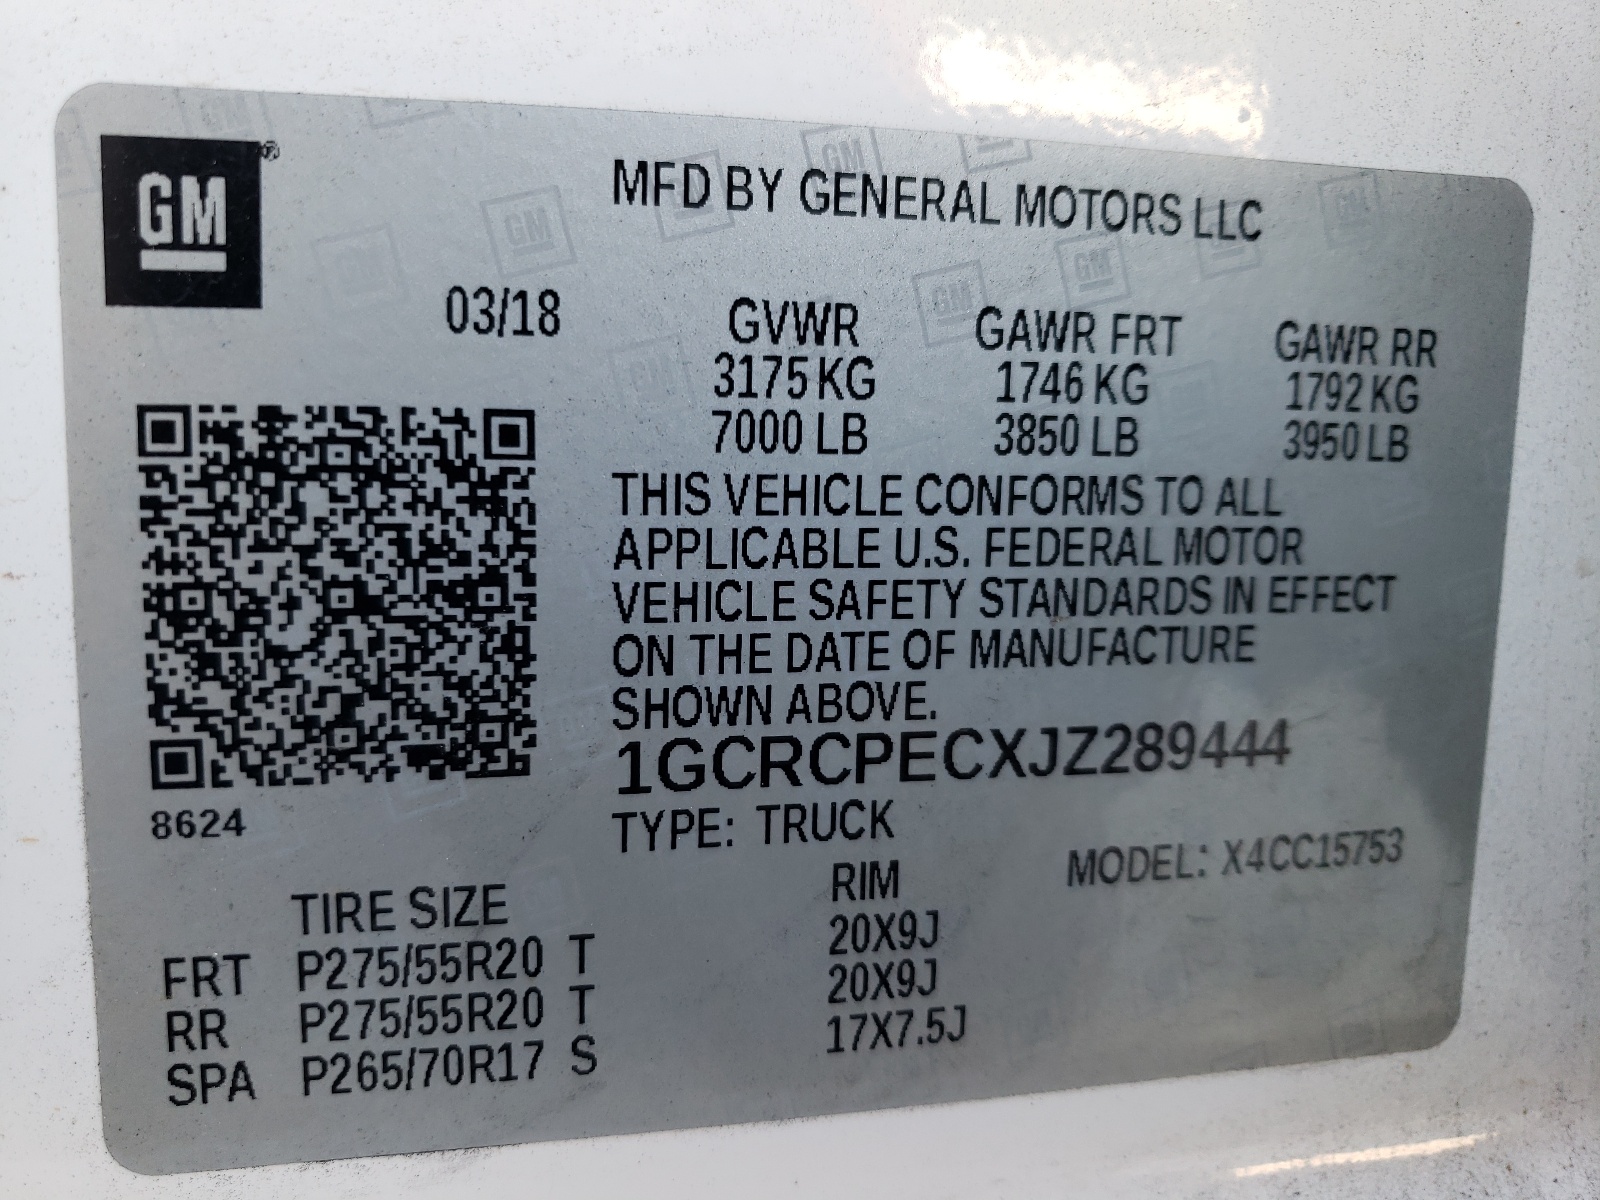 GM®
MFD BY GENERAL MOTORS LLC
03/18
GVWR GAWR FRT GAWR RR
3175 KG 1746 KG 1792 KG
7000 LB 3850 LB 3950 LB
THIS VEHICLE CONFORMS TO ALL
APPLICABLE U.S. FEDERAL MOTOR
VEHICLE SAFETY STANDARDS IN EFFECT
ON THE DATE OF MANUFACTURE
SHOWN ABOVE.
1GCRCPECXJZ289444
8624
TYPE: TRUCK
MODEL: X4CC15753
TIRE SIZE RIM
FRT P275/55R20 T 20X9J
RR P275/55R20 T 20X9J
SPA P265/70R17 S 17X7.5J